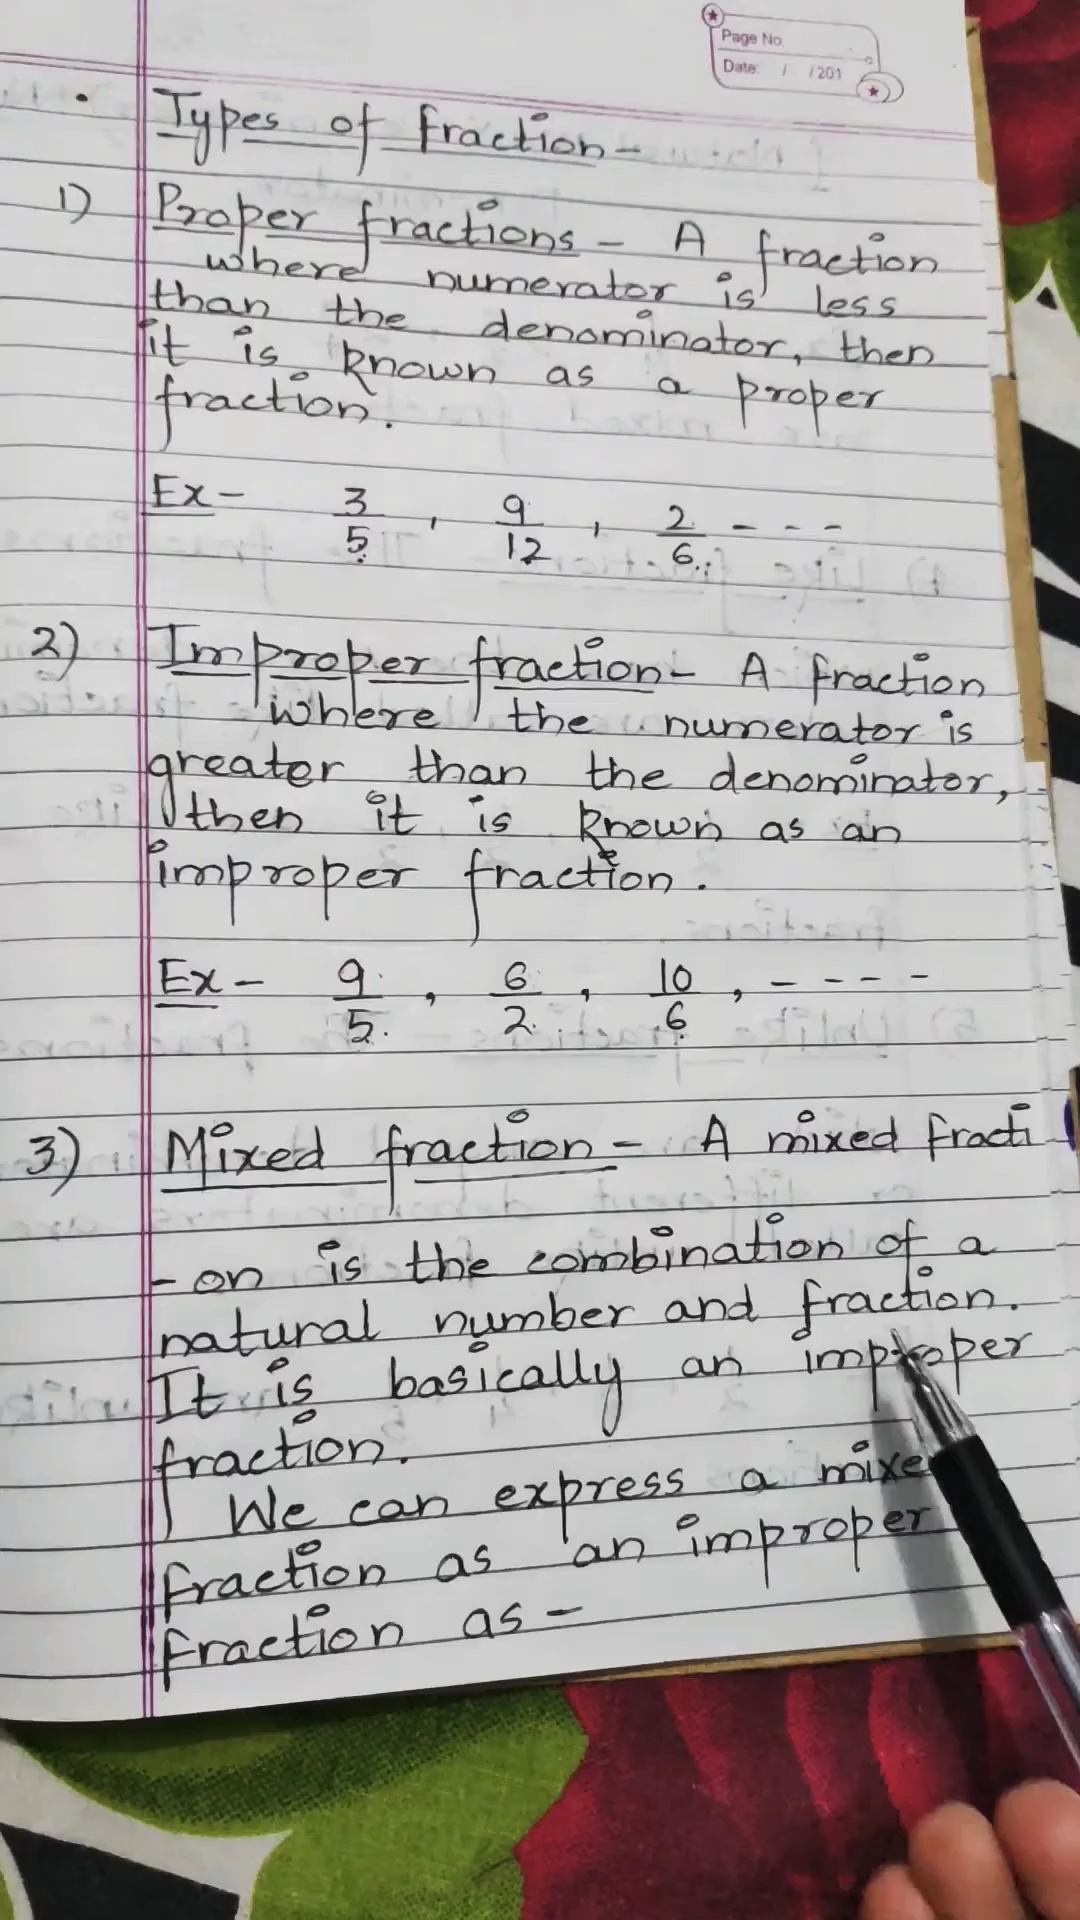 Page No.
Date: / /201
• Types of fraction-
1) Proper fractions - A fraction
where numerator is less
than the denominator, then
it is known as a proper
fraction.
Ex- 3/5, 9/12, 2/6 - - -
2) Improper fraction- A fraction
where the numerator is
greater than the denominator,
then it is known as an
improper fraction.
Ex- 9/5, 6/2, 10/6, - - - -
3) Mixed fraction- A mixed fracti
-on is the combination of a
natural number and fraction.
It is basically an improper
fraction.
We can express a mixe
fraction as an improper
fraction as -